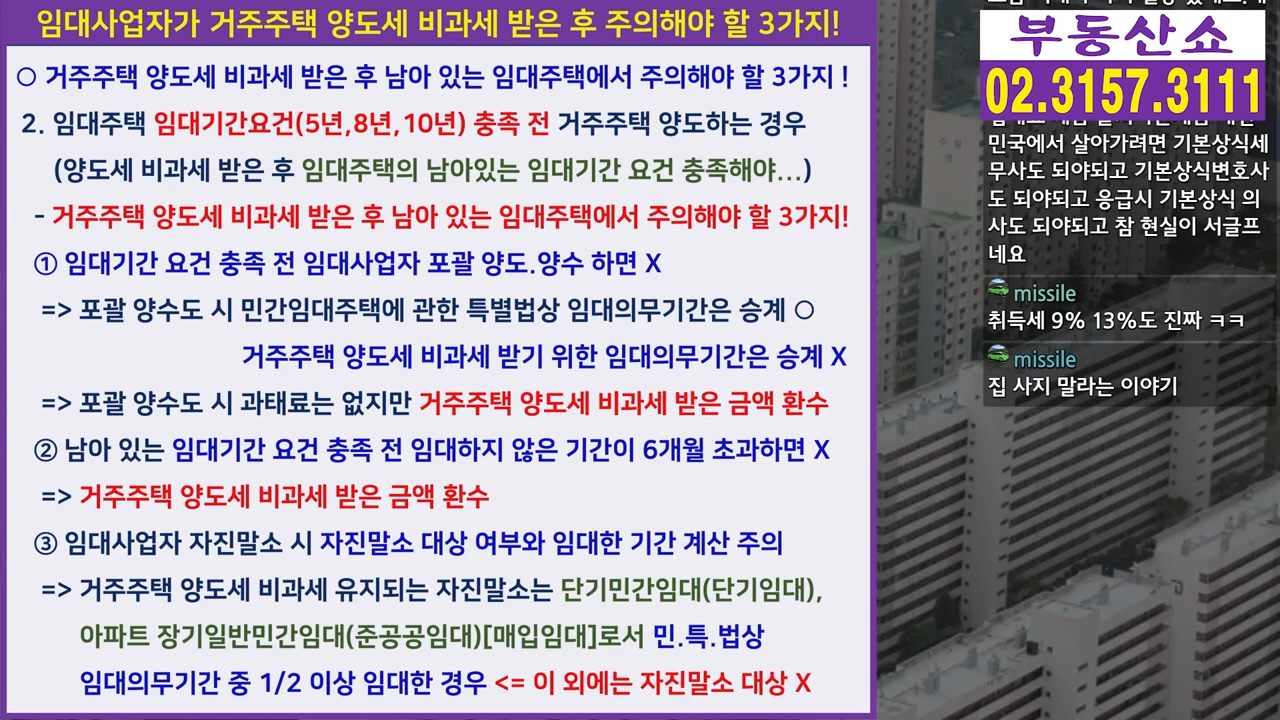 임대사업자가 거주주택 양도세 비과세 받은 후 주의해야 할 3가지!
○ 거주주택 양도세 비과세 받은 후 남아 있는 임대주택에서 주의해야 할 3가지 !
2. 임대주택 임대기간요건(5년,8년,10년) 충족 전 거주주택 양도하는 경우
(양도세 비과세 받은 후 임대주택의 남아있는 임대기간 요건 충족해야...)
- 거주주택 양도세 비과세 받은 후 남아 있는 임대주택에서 주의해야 할 3가지!
① 임대기간 요건 충족 전 임대사업자 포괄 양도.양수 하면 X
=> 포괄 양수도 시 민간임대주택에 관한 특별법상 임대의무기간은 승계 ○
거주주택 양도세 비과세 받기 위한 임대의무기간은 승계 X
=> 포괄 양수도 시 과태료는 없지만 거주주택 양도세 비과세 받은 금액 환수
② 남아 있는 임대기간 요건 충족 전 임대하지 않은 기간이 6개월 초과하면 X
=> 거주주택 양도세 비과세 받은 금액 환수
③ 임대사업자 자진말소 시 자진말소 대상 여부와 임대한 기간 계산 주의
=> 거주주택 양도세 비과세 유지되는 자진말소는 단기민간임대(단기임대),
아파트 장기일반민간임대(준공공임대)[매입임대]로서 민.특.법상
임대의무기간 중 1/2 이상 임대한 경우 <= 이 외에는 자진말소 대상 X
부동산쇼
02.3157.3111
민국에서 살아가려면 기본상식세
무사도 되야되고 기본상식변호사
도 되야되고 응급시 기본상식 의
사도 되야되고 참 현실이 서글프
네요
missile
취득세 9% 13%도 진짜 ㅋㅋ
missile
집 사지 말라는 이야기